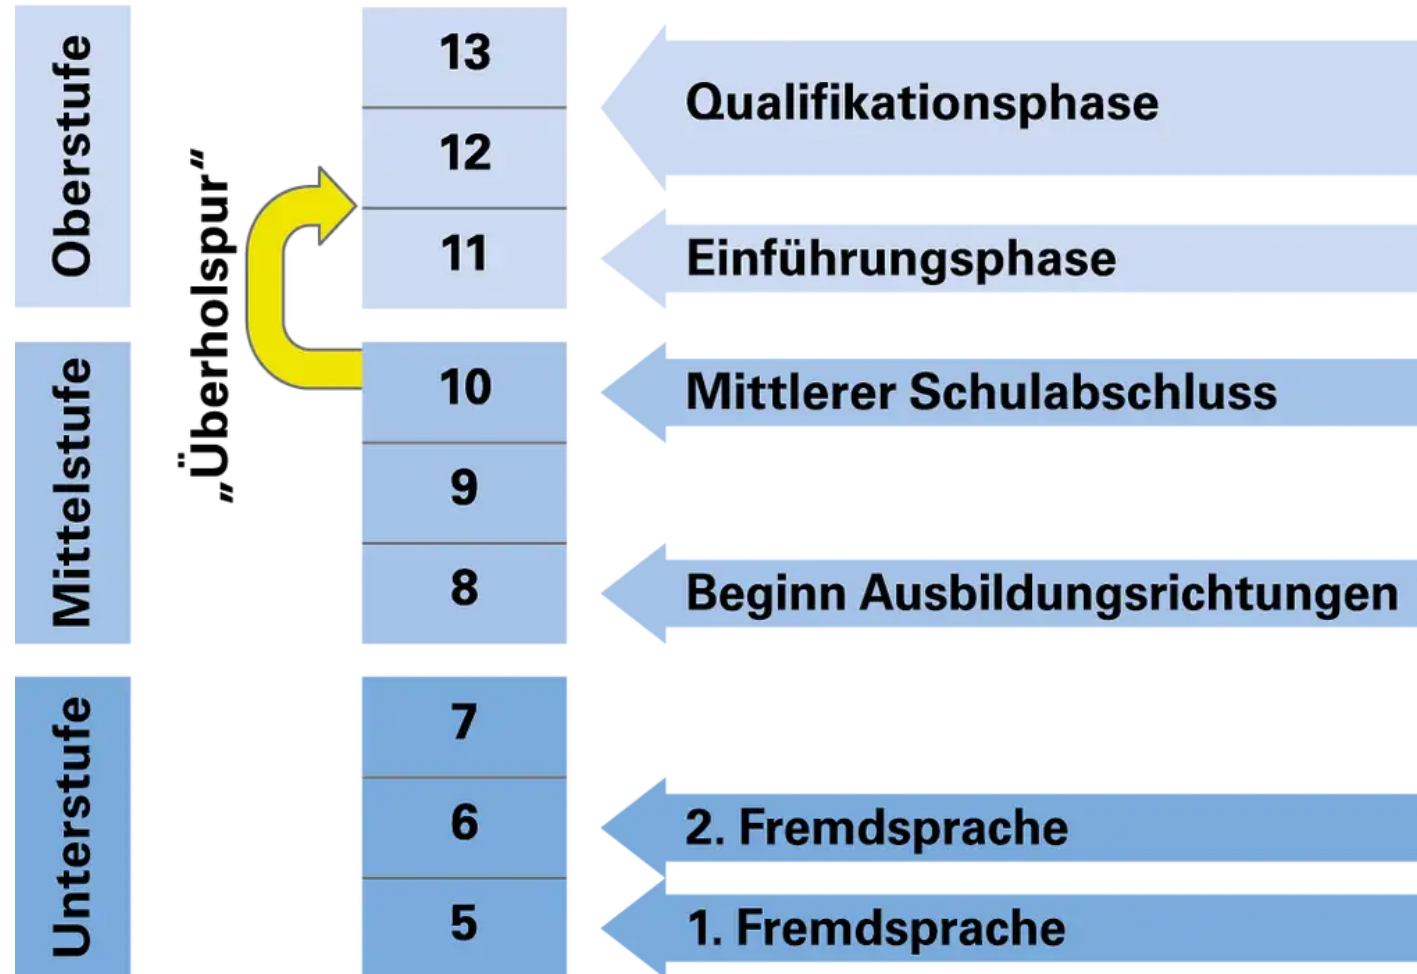 Oberstufe
13
Qualifikationsphase
12
11
Einführungsphase
„Überholspur“
Mittelstufe
10
Mittlerer Schulabschluss
9
8
Beginn Ausbildungsrichtungen
Unterstufe
7
6
2. Fremdsprache
5
1. Fremdsprache